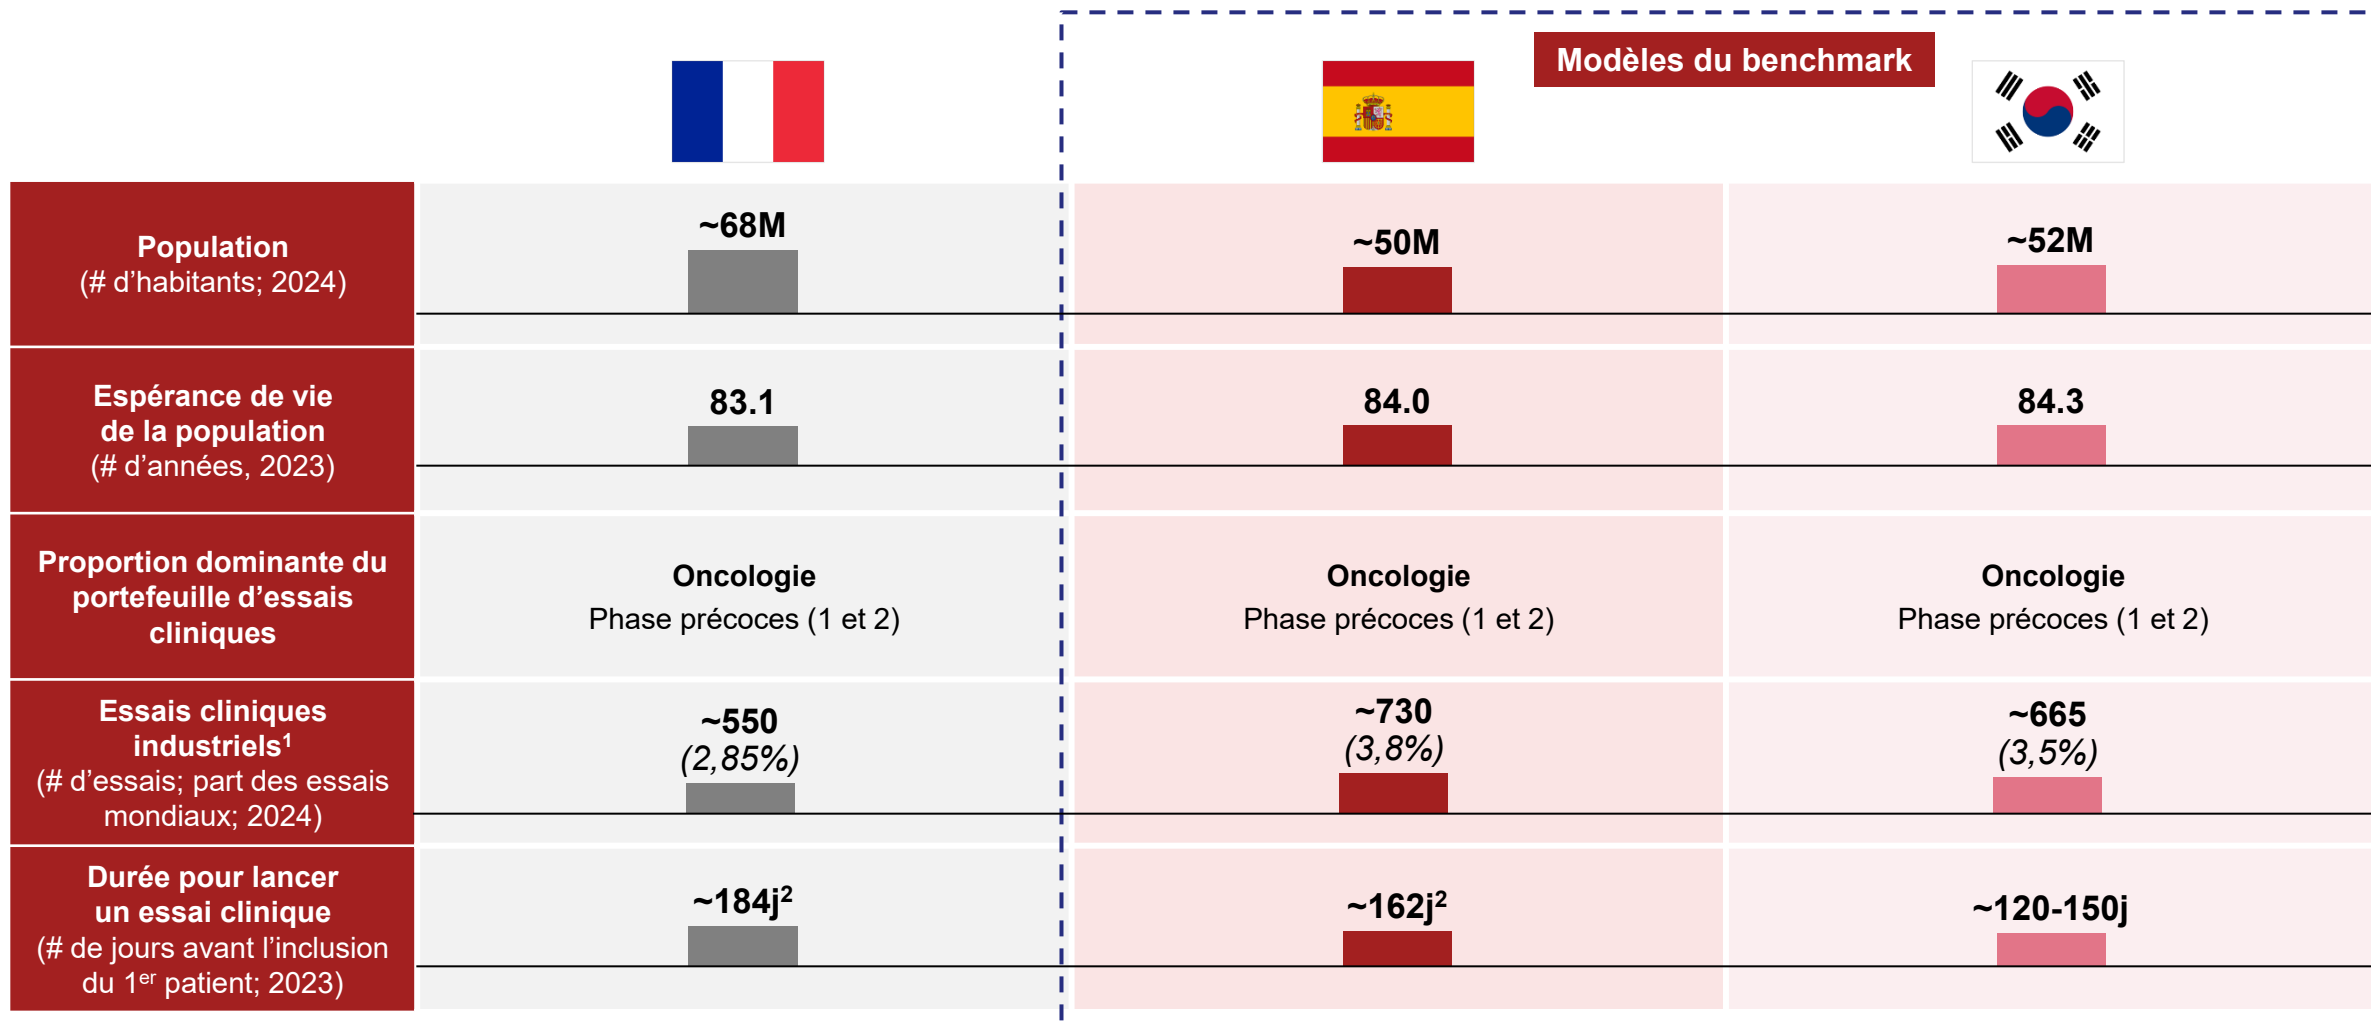 Modèles du benchmark
Population
(# d’habitants; 2024)
~68M
~50M
~52M
Espérance de vie
de la population
(# d’années, 2023)
83.1
84.0
84.3
Proportion dominante du
portefeuille d’essais
cliniques
Oncologie
Phase précoces (1 et 2)
Oncologie
Phase précoces (1 et 2)
Oncologie
Phase précoces (1 et 2)
Essais cliniques
industriels¹
(# d’essais; part des essais
mondiaux; 2024)
~550
(2,85%)
~730
(3,8%)
~665
(3,5%)
Durée pour lancer
un essai clinique
(# de jours avant l’inclusion
du 1er patient; 2023)
~184j²
~162j²
~120-150j